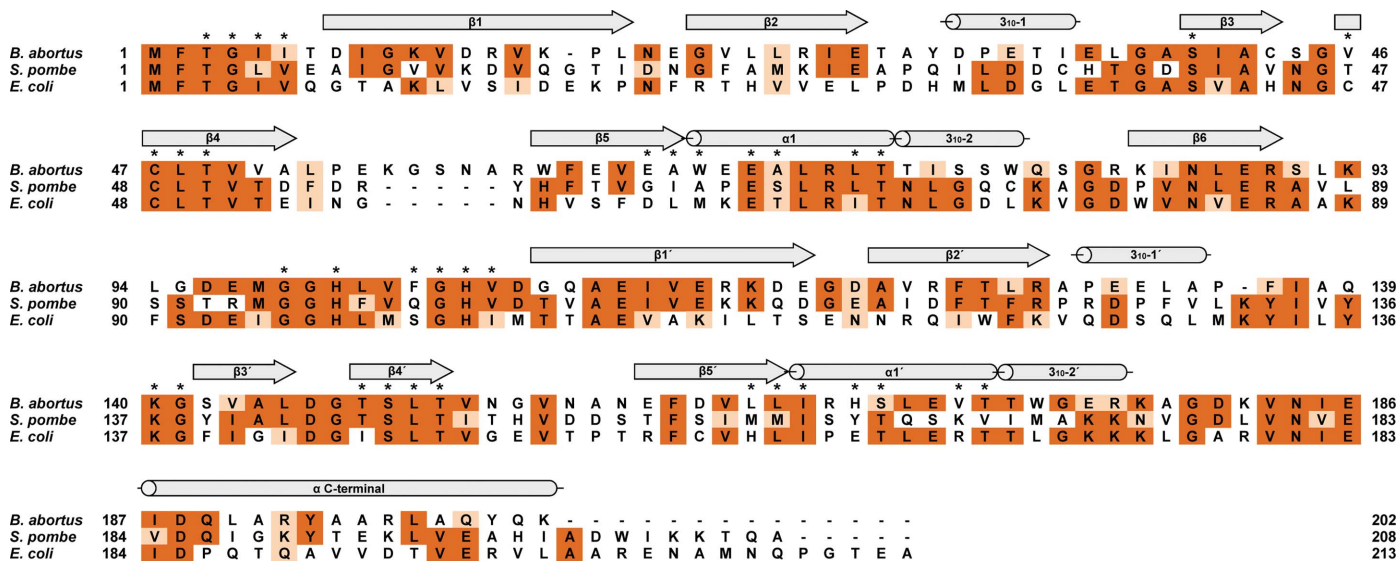 β1 β2 3₁₀-1 β3
* * * * * *
B. abortus 1 M F T G I I T D I G K V D R V K - P L N E G V L L R I E T A Y D P E T I E L G A S I A C S G V 46
S. pombe 1 M F T G L V E A I G V V K D V Q G T I D N G F A M K I E A P Q I L D D C H T G D S I A V N G T 47
E. coli 1 M F T G I V Q G T A K L V S I D E K P N F R T H V V E L P D H M L D G L E T G A S V A H N G C 47
β4 β5 α1 3₁₀-2 β6
* * * * * * * * * *
B. abortus 47 C L T V V A L P E K G S N A R W F E V E A W E E A L R L T T I S S W Q S G R K I N L E R S L K 93
S. pombe 48 C L T V T D F D R - - - - - Y H F T V G I A P E S L R L T N L G Q C K A G D P V N L E R A V L 89
E. coli 48 C L T V T E I N G - - - - - N H V S F D L M K E T L R I T N L G D L K V G D W V N V E R A A K 89
β1´ β2´ 3₁₀-1´
* * * * * *
B. abortus 94 L G D E M G G H L V F G H V D G Q A E I V E R K D E G D A V R F T L R A P E E L A P - F I A Q 139
S. pombe 90 S S T R M G G H F V Q G H V D T V A E I V E K K Q D G E A I D F T F R P R D P F V L K Y I V Y 136
E. coli 90 F S D E I G G H L M S G H I M T T A E V A K I L T S E N N R Q I W F K V Q D S Q L M K Y I L Y 136
β3´ β4´ β5´ α1´ 3₁₀-2´
* * * * * * * * * * * *
B. abortus 140 K G S V A L D G T S L T V N G V N A N E F D V L L I R H S L E V T T W G E R K A G D K V N I E 186
S. pombe 137 K G Y I A L D G T S L T I T H V D D S T F S I M M I S Y T Q S K V I M A K K N V G D L V N V E 183
E. coli 137 K G F I G I D G I S L T V G E V T P T R F C V H L I P E T L E R T T L G K K K L G A R V N I E 183
α C-terminal
B. abortus 187 I D Q L A R Y A A R L A Q Y Q K - - - - - - - - - - - - - - 202
S. pombe 184 V D Q I G K Y T E K L V E A H I A D W I K K T Q A - - - - - 208
E. coli 184 I D P Q T Q A V V D T V E R V L A A R E N A M N Q P G T E A 213